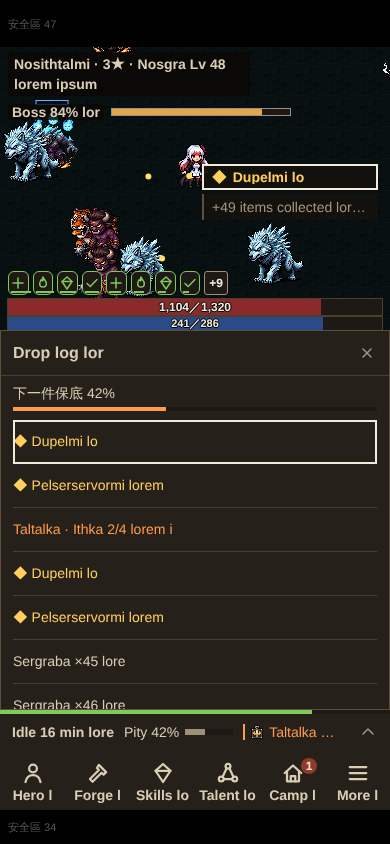 安全區 47
Nosithtalmi · 3★ · Nosgra Lv 48
lorem ipsum
Boss 84% lor
Dupelmi lo
+49 items collected lor…
+9
1,104／1,320
241／286
Drop log lor
下一件保底 42%
Dupelmi lo
Pelserservormi lorem
Taltalka · Ithka 2/4 lorem i
Dupelmi lo
Pelserservormi lorem
Sergraba ×45 lore
Sergraba ×46 lore
Idle 16 min lore Pity 42% Taltalka …
1
Hero l Forge l Skills lo Talent lo Camp l More l
安全區 34